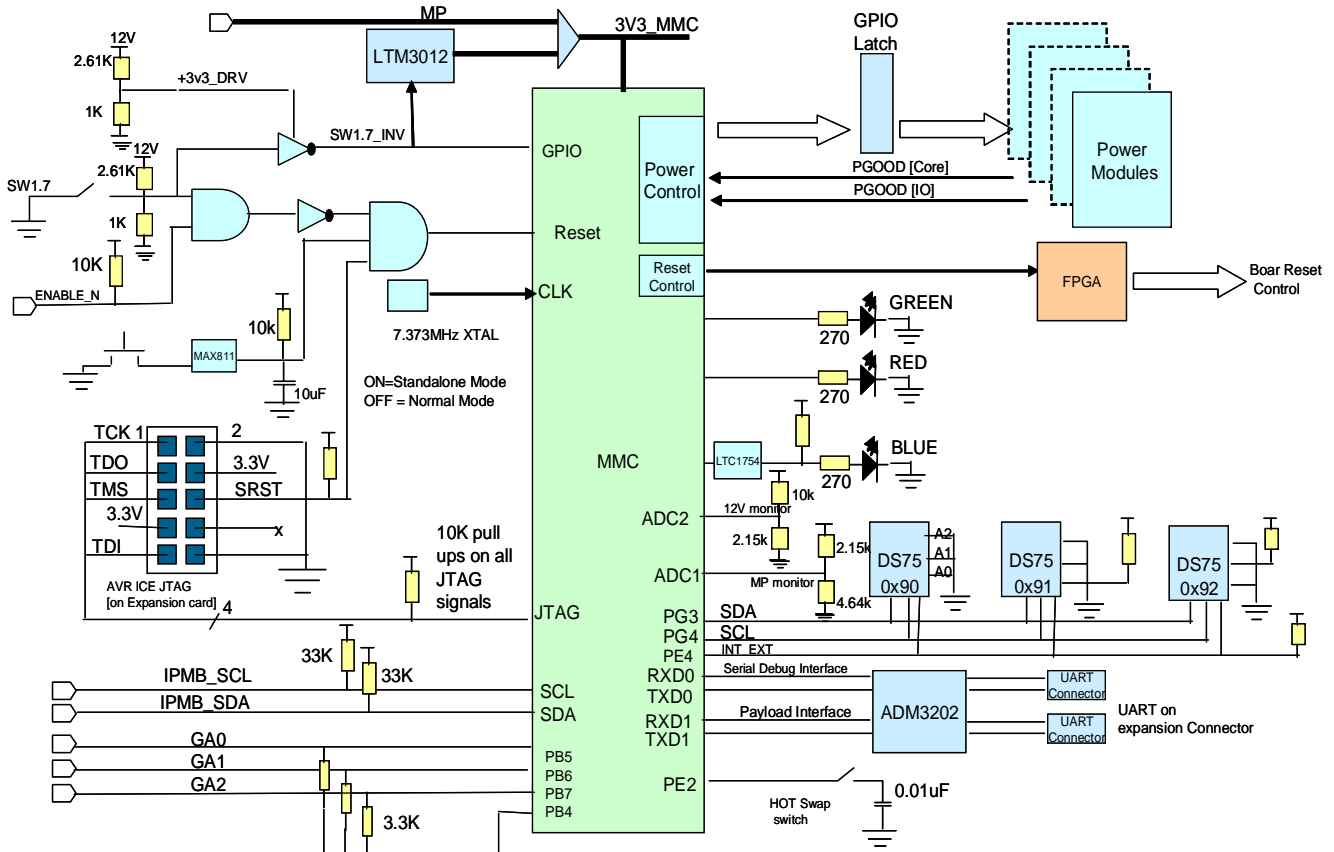 MP
3V3_MMC
LTM3012
GPIO
Latch
12V
2.61K
+3v3_DRV
1K
12V
2.61K
SW1.7_INV
GPIO
SW1.7
1K
Power
Control
PGOOD [Core]
PGOOD [IO]
Power
Modules
Reset
10K
ENABLE_N
CLK
Reset
Control
FPGA
Boar Reset
Control
10k
MAX811
10uF
7.373MHz XTAL
ON=Standalone Mode
OFF = Normal Mode
GREEN
270
RED
270
TCK 1
2
TDO
3.3V
TMS
SRST
3.3V
x
TDI
AVR ICE JTAG
[on Expansion card]
4
10K pull
ups on all
JTAG
signals
JTAG
MMC
LTC1754
BLUE
270
10k
ADC2
12V monitor
2.15k
2.15k
ADC1
MP monitor
4.64k
DS75
0x90
A2
A1
A0
DS75
0x91
DS75
0x92
PG3
SDA
PG4
SCL
PE4
INT_EXT
RXD0
Serial Debug Interface
TXD0
RXD1
Payload Interface
TXD1
ADM3202
UART
Connector
UART
Connector
UART on
expansion Connector
33K
33K
IPMB_SCL
SCL
IPMB_SDA
SDA
GA0
PB5
GA1
PB6
GA2
PB7
PB4
3.3K
PE2
HOT Swap
switch
0.01uF